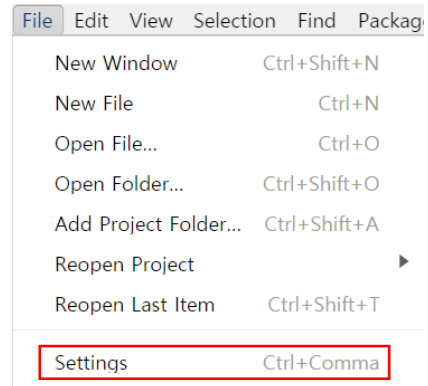 File Edit View Selection Find Packag
New Window Ctrl+Shift+N
New File Ctrl+N
Open File... Ctrl+O
Open Folder... Ctrl+Shift+O
Add Project Folder... Ctrl+Shift+A
Reopen Project
Reopen Last Item Ctrl+Shift+T
Settings Ctrl+Comma